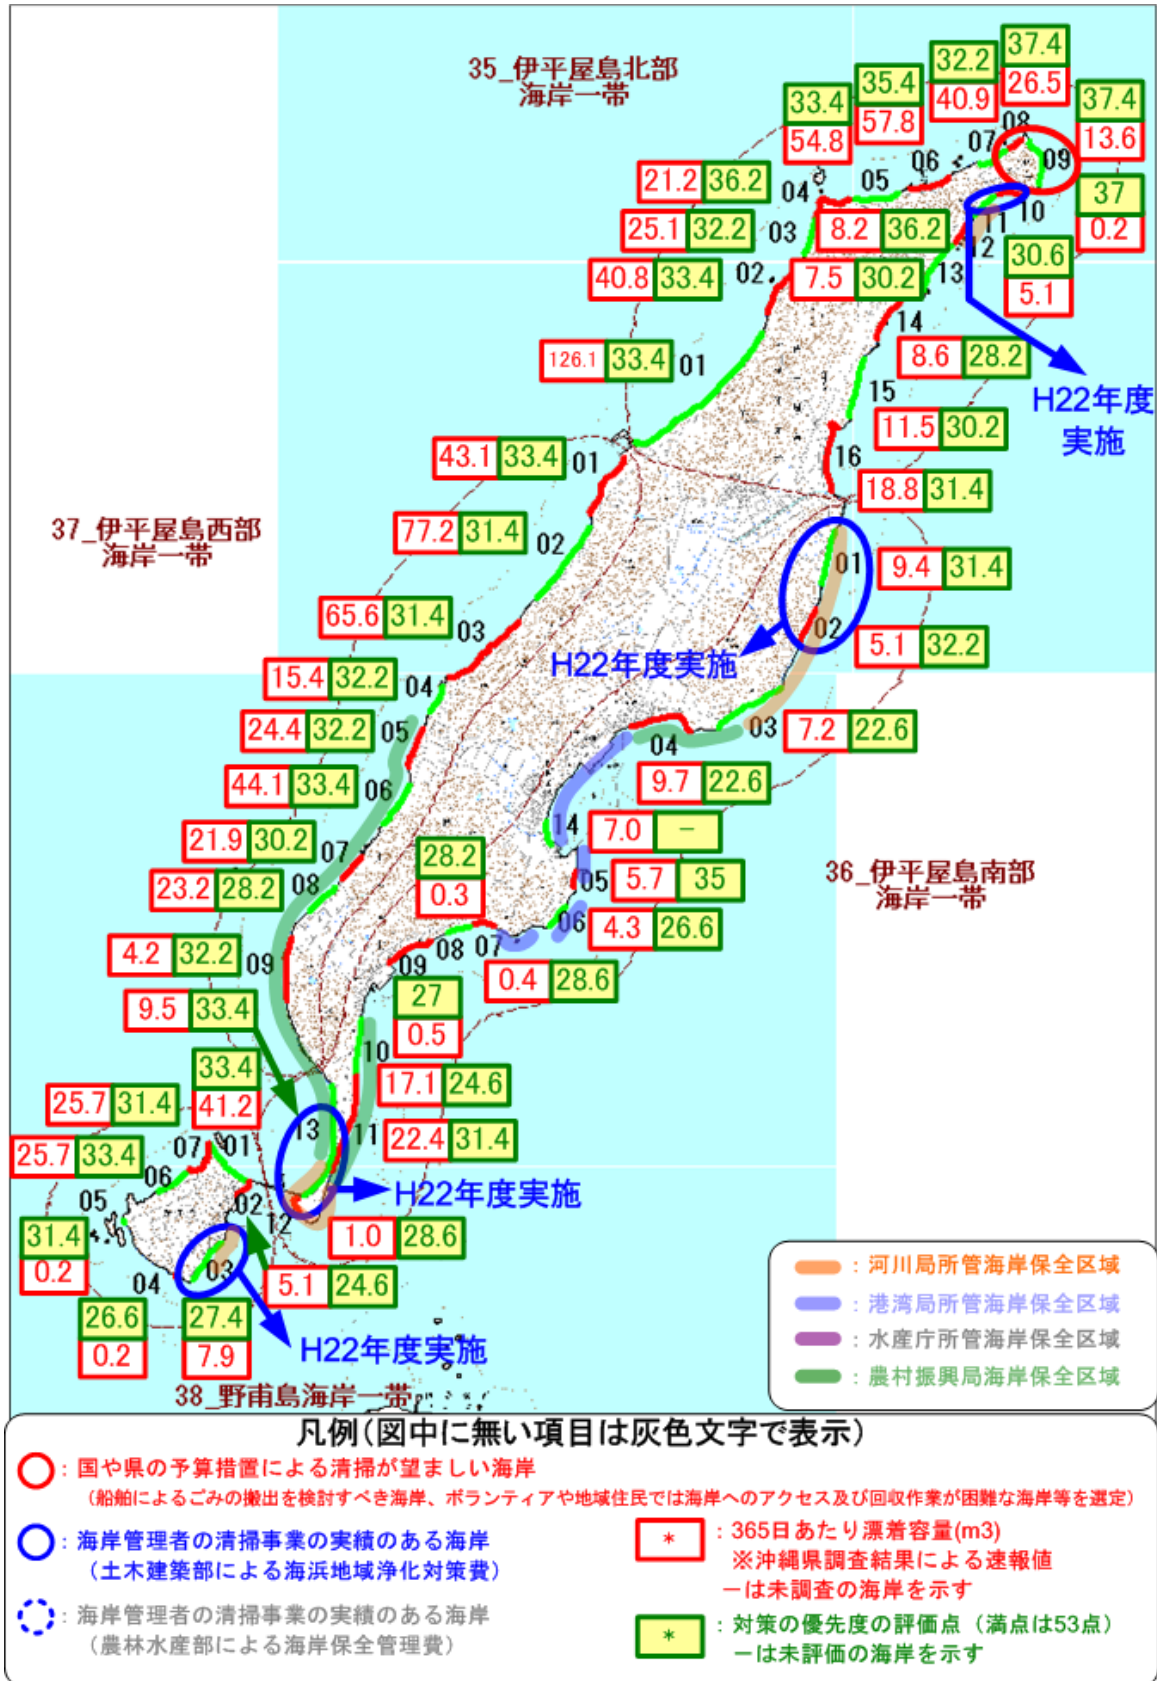 35_伊平屋島北部
海岸一帯
33.4
54.8
35.4
57.8
32.2
40.9
37.4
26.5
37.4
13.6
37
0.2
30.6
5.1
21.2 36.2
25.1 32.2
40.8 33.4
126.1 33.4
8.2 36.2
7.5 30.2
8.6 28.2
11.5 30.2
18.8 31.4
01
02
03
04
05
06
07
08
09
10
11
12
13
14
15
16
H22年度
実施
37_伊平屋島西部
海岸一帯
43.1 33.4 01
77.2 31.4 02
65.6 31.4 03
15.4 32.2 04
24.4 32.2 05
44.1 33.4 06
21.9 30.2 07
23.2 28.2 08
4.2 32.2 09
9.5 33.4
01 9.4 31.4
02 5.1 32.2
H22年度実施
03 7.2 22.6
04
9.7 22.6
14 7.0 −
05 5.7 35
06 4.3 26.6
36_伊平屋島南部
海岸一帯
28.2
0.3
08 07
0.4 28.6
09
27
0.5
10
17.1 24.6
11 22.4 31.4
13
H22年度実施
12
1.0 28.6
33.4
41.2
25.7 31.4
25.7 33.4
07 01
06
05
31.4
0.2
02
5.1 24.6
04 03
26.6
0.2
27.4
7.9
H22年度実施
38_野甫島海岸一帯
：河川局所管海岸保全区域
：港湾局所管海岸保全区域
：水産庁所管海岸保全区域
：農村振興局海岸保全区域
凡例（図中に無い項目は灰色文字で表示）
：国や県の予算措置による清掃が望ましい海岸
（船舶によるごみの搬出を検討すべき海岸、ボランティアや地域住民では海岸へのアクセス及び回収作業が困難な海岸等を選定）
：海岸管理者の清掃事業の実績のある海岸
（土木建築部による海浜地域浄化対策費）
：海岸管理者の清掃事業の実績のある海岸
（農林水産部による海岸保全管理費）
* ：365日あたり漂着容量(m3)
※沖縄県調査結果による速報値
−は未調査の海岸を示す
* ：対策の優先度の評価点（満点は53点）
−は未評価の海岸を示す